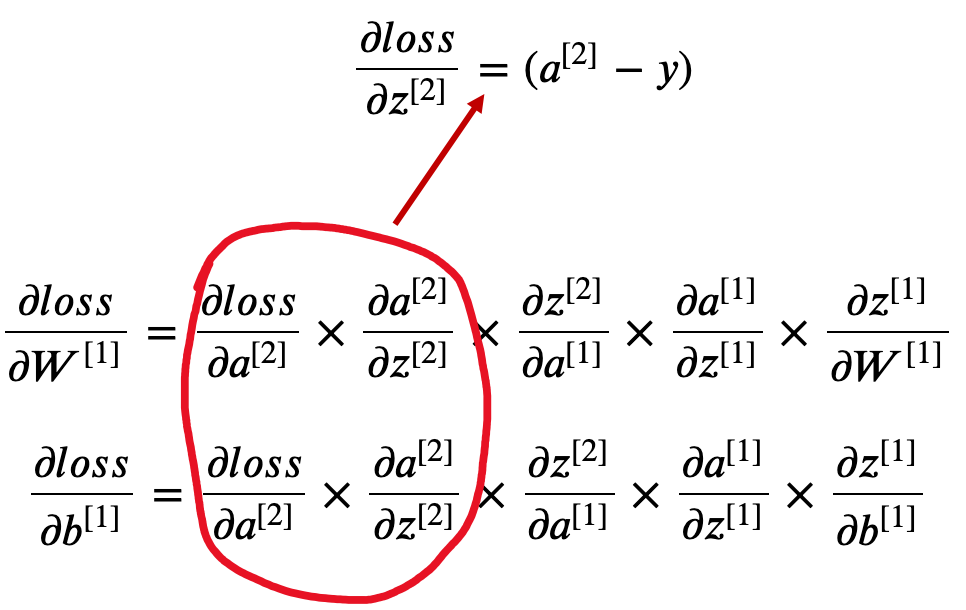 ∂loss/∂z^[2] = (a^[2] − y)
∂loss/∂W^[1] = ∂loss/∂a^[2] × ∂a^[2]/∂z^[2] × ∂z^[2]/∂a^[1] × ∂a^[1]/∂z^[1] × ∂z^[1]/∂W^[1]
∂loss/∂b^[1] = ∂loss/∂a^[2] × ∂a^[2]/∂z^[2] × ∂z^[2]/∂a^[1] × ∂a^[1]/∂z^[1] × ∂z^[1]/∂b^[1]